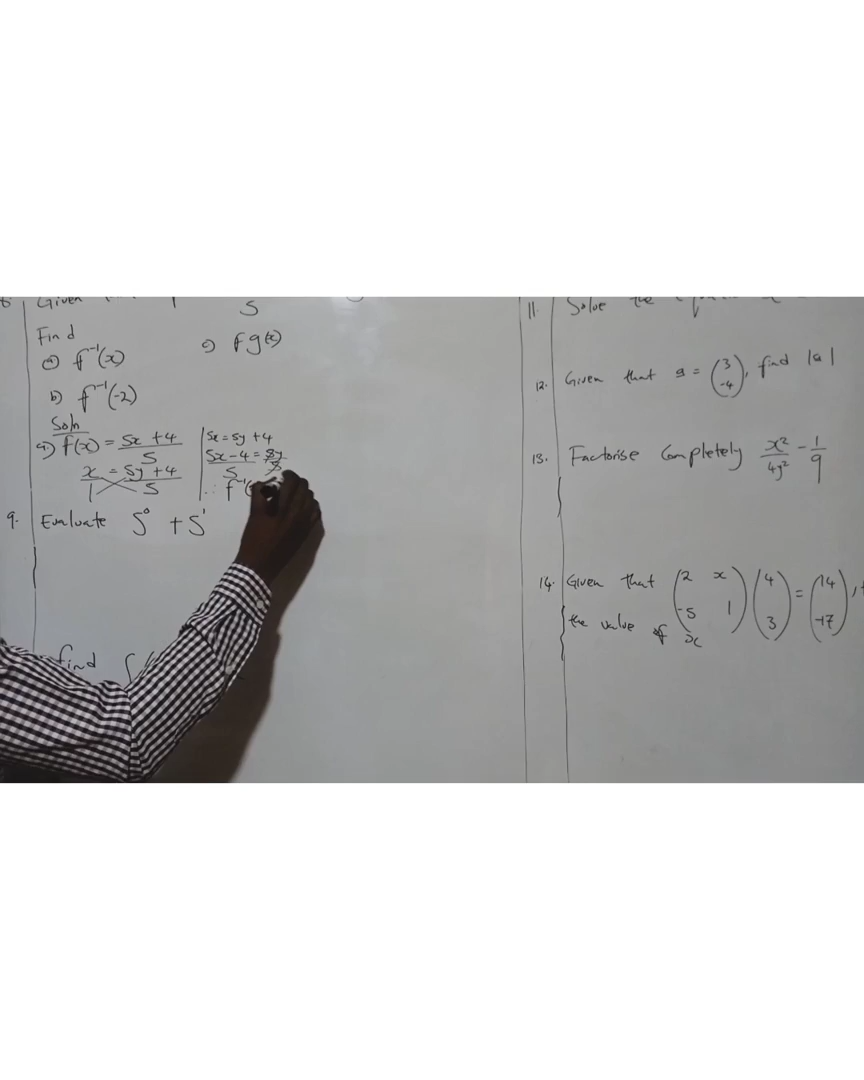 8. Given
5
Find
a) f⁻¹(x) c) fg(x)
b) f⁻¹(-2)
Soln
a) f(x) = 5x + 4 / 5
x / 1 = 5y + 4 / 5
5x = 5y + 4
5x - 4 / 5 = 5y / 5
∴ f⁻¹(
9. Evaluate 5⁰ + 5¹
find
11. Solve the
12. Given that a = (3 / -4), find |a|
13. Factorise Completely x²/4y² - 1/9
14. Given that (2 x / -5 1)(4 / 3) = (14 / -17),
the value of x